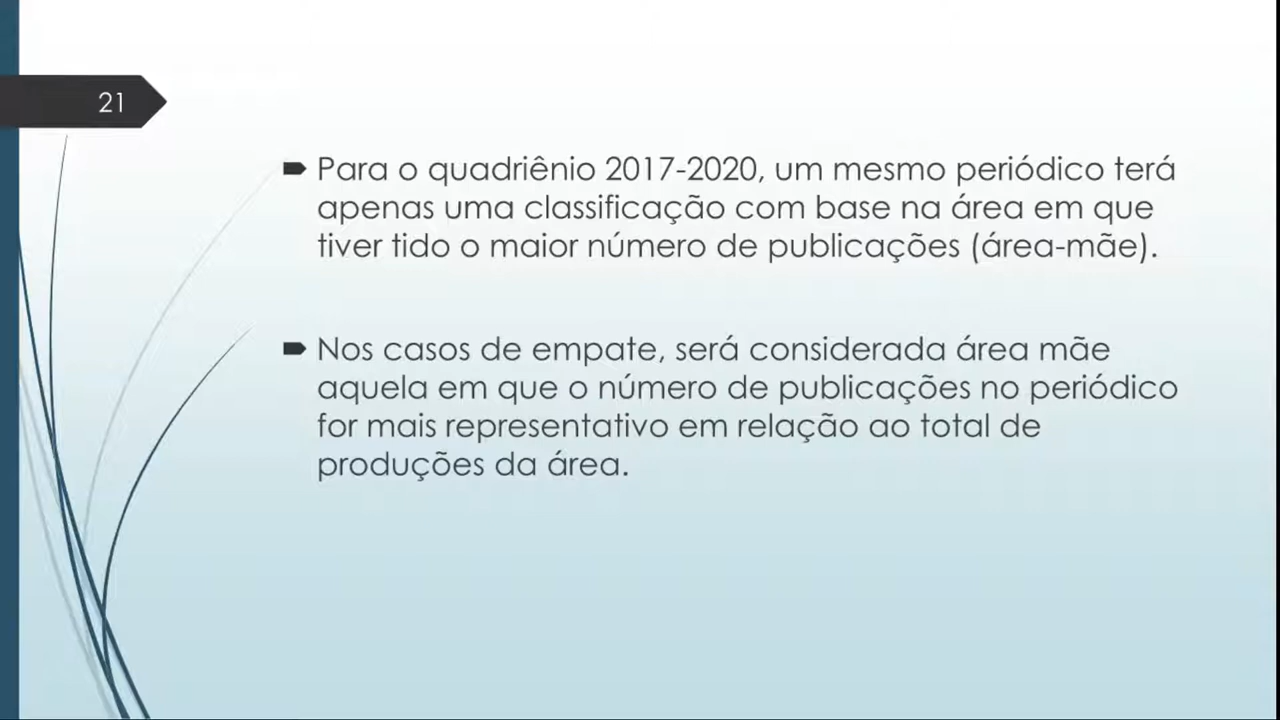 21
Para o quadriênio 2017-2020, um mesmo periódico terá
apenas uma classificação com base na área em que
tiver tido o maior número de publicações (área-mãe).
Nos casos de empate, será considerada área mãe
aquela em que o número de publicações no periódico
for mais representativo em relação ao total de
produções da área.